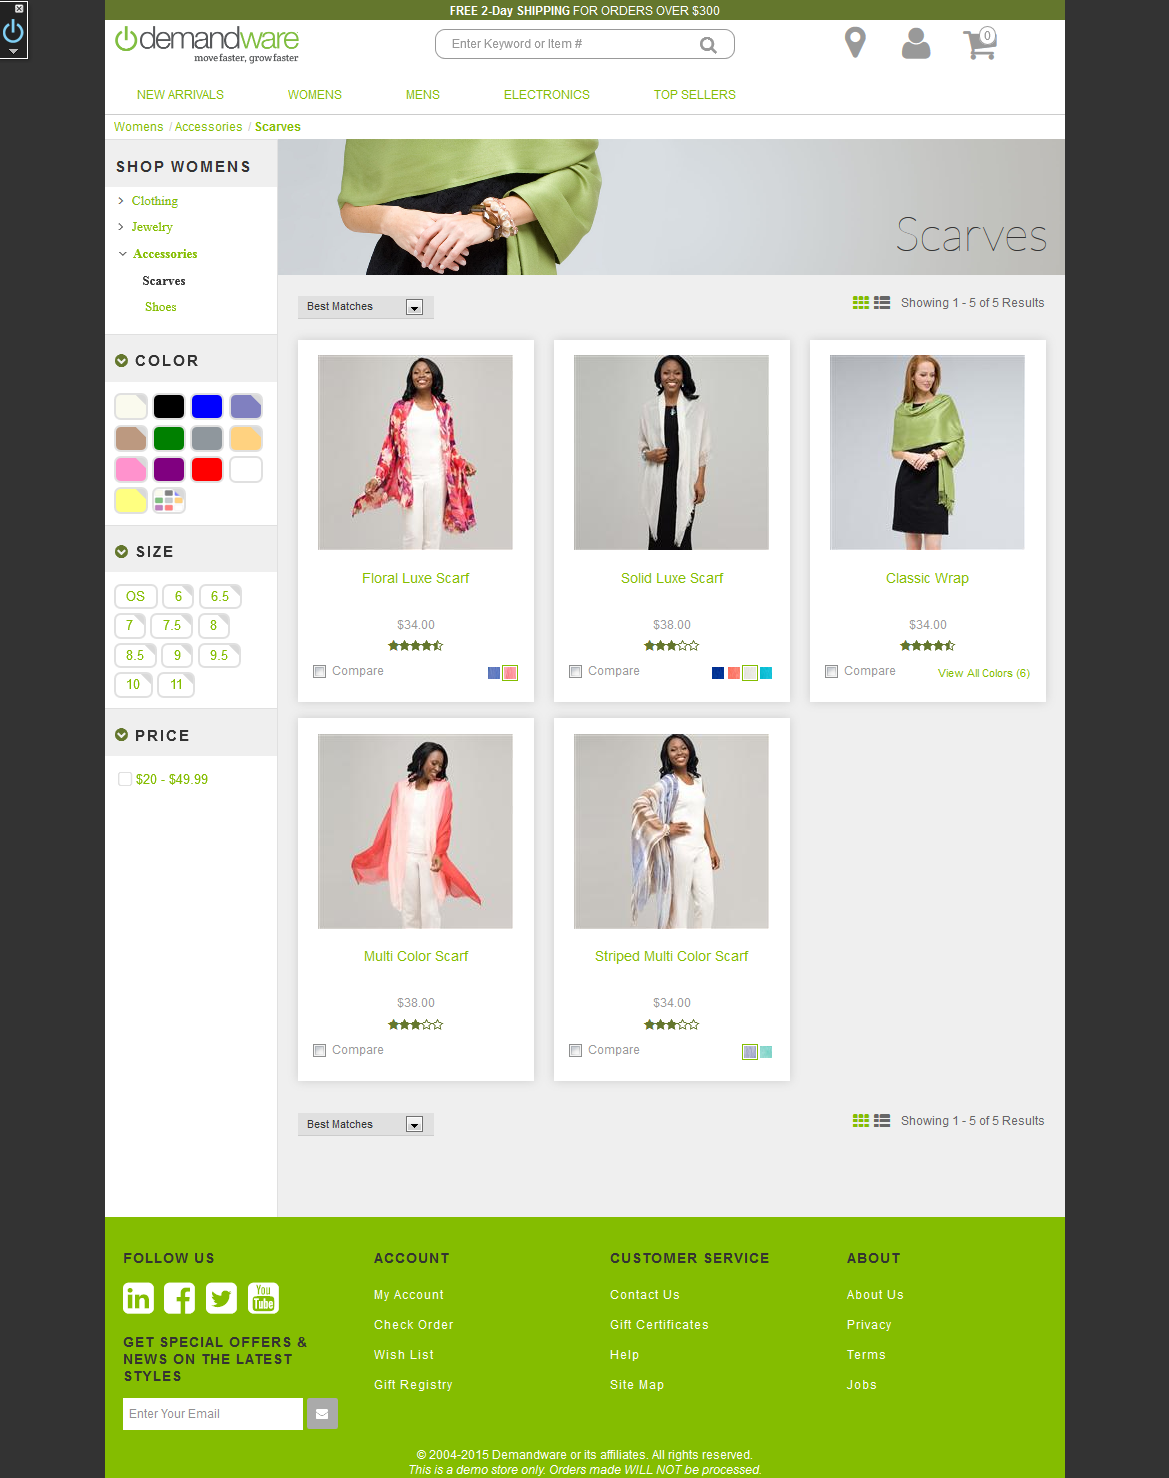 FREE 2-Day SHIPPING FOR ORDERS OVER $300
demandware
move faster, grow faster
Enter Keyword or Item #
0
NEW ARRIVALS WOMENS MENS ELECTRONICS TOP SELLERS
Womens / Accessories / Scarves
SHOP WOMENS
Clothing
Jewelry
Accessories
Scarves
Shoes
COLOR
SIZE
OS 6 6.5
7 7.5 8
8.5 9 9.5
10 11
PRICE
$20 - $49.99
Scarves
Best Matches
Showing 1 - 5 of 5 Results
Floral Luxe Scarf
$34.00
Compare
Solid Luxe Scarf
$38.00
Compare
Classic Wrap
$34.00
Compare
View All Colors (6)
Multi Color Scarf
$38.00
Compare
Striped Multi Color Scarf
$34.00
Compare
Best Matches
Showing 1 - 5 of 5 Results
FOLLOW US
in
You
Tube
GET SPECIAL OFFERS &
NEWS ON THE LATEST
STYLES
Enter Your Email
ACCOUNT
My Account
Check Order
Wish List
Gift Registry
CUSTOMER SERVICE
Contact Us
Gift Certificates
Help
Site Map
ABOUT
About Us
Privacy
Terms
Jobs
© 2004-2015 Demandware or its affiliates. All rights reserved.
This is a demo store only. Orders made WILL NOT be processed.